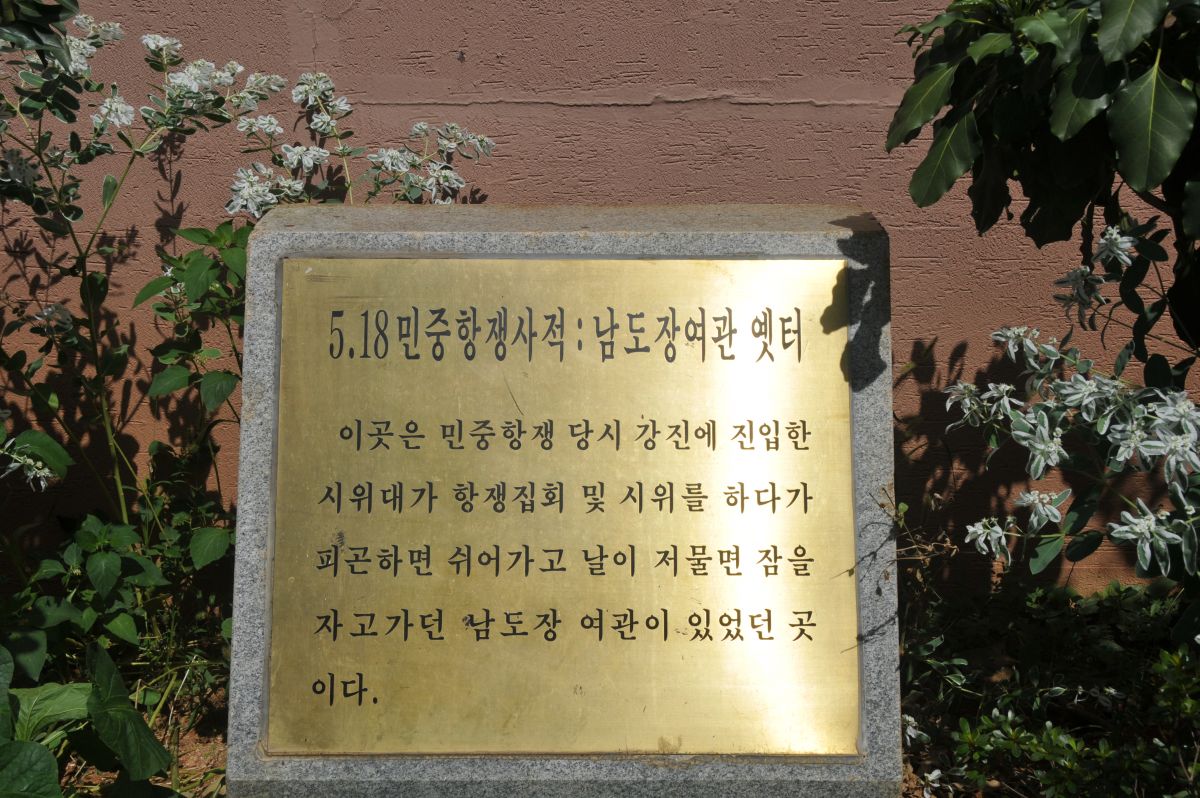 5.18 민중항쟁사적 : 남도장여관 옛터
이곳은 민중항쟁 당시 강진에 진입한
시위대가 항쟁집회 및 시위를 하다가
피곤하면 쉬어가고 날이 저물면 잠을
자고가던 남도장 여관이 있었던 곳
이다.